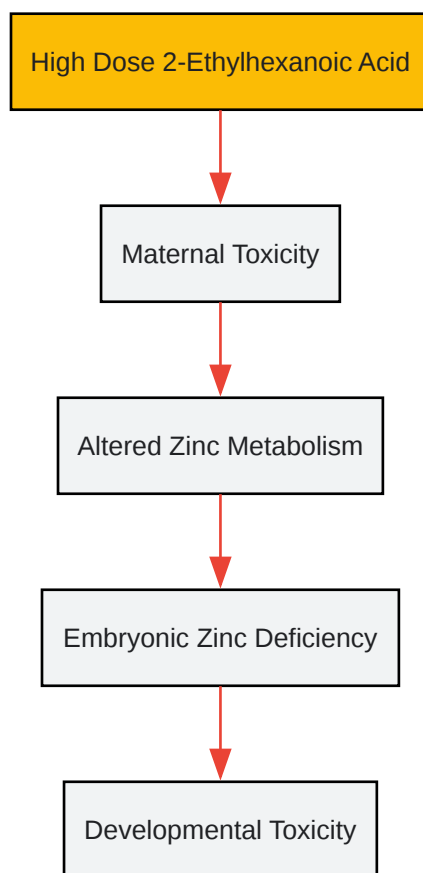 High Dose 2-Ethylhexanoic Acid
Maternal Toxicity
Altered Zinc Metabolism
Embryonic Zinc Deficiency
Developmental Toxicity